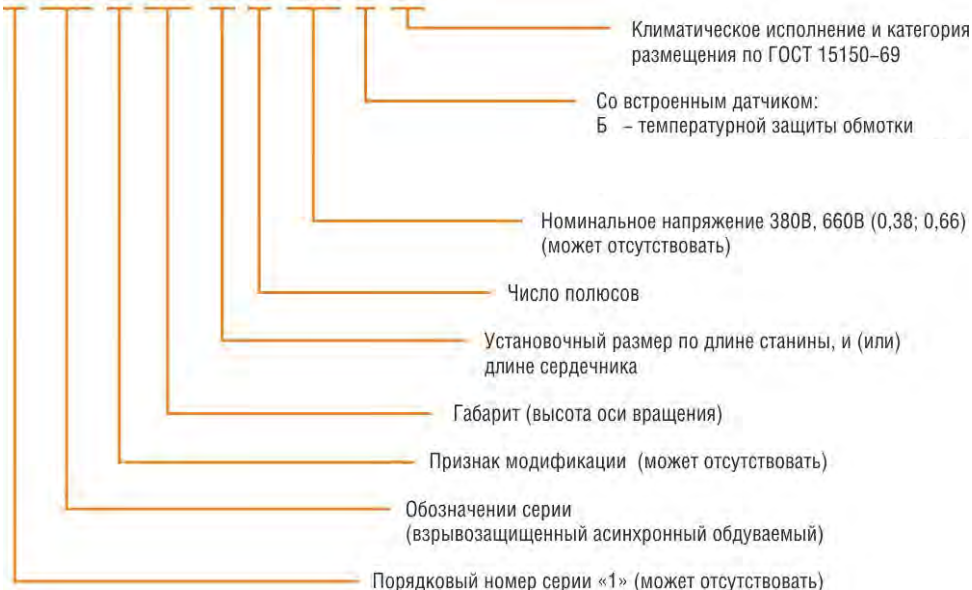 Климатическое исполнение и категория
размещения по ГОСТ 15150–69
Со встроенным датчиком:
Б – температурной защиты обмотки
Номинальное напряжение 380В, 660В (0,38; 0,66)
(может отсутствовать)
Число полюсов
Установочный размер по длине станины, и (или)
длине сердечника
Габарит (высота оси вращения)
Признак модификации (может отсутствовать)
Обозначении серии
(взрывозащищенный асинхронный обдуваемый)
Порядковый номер серии «1» (может отсутствовать)